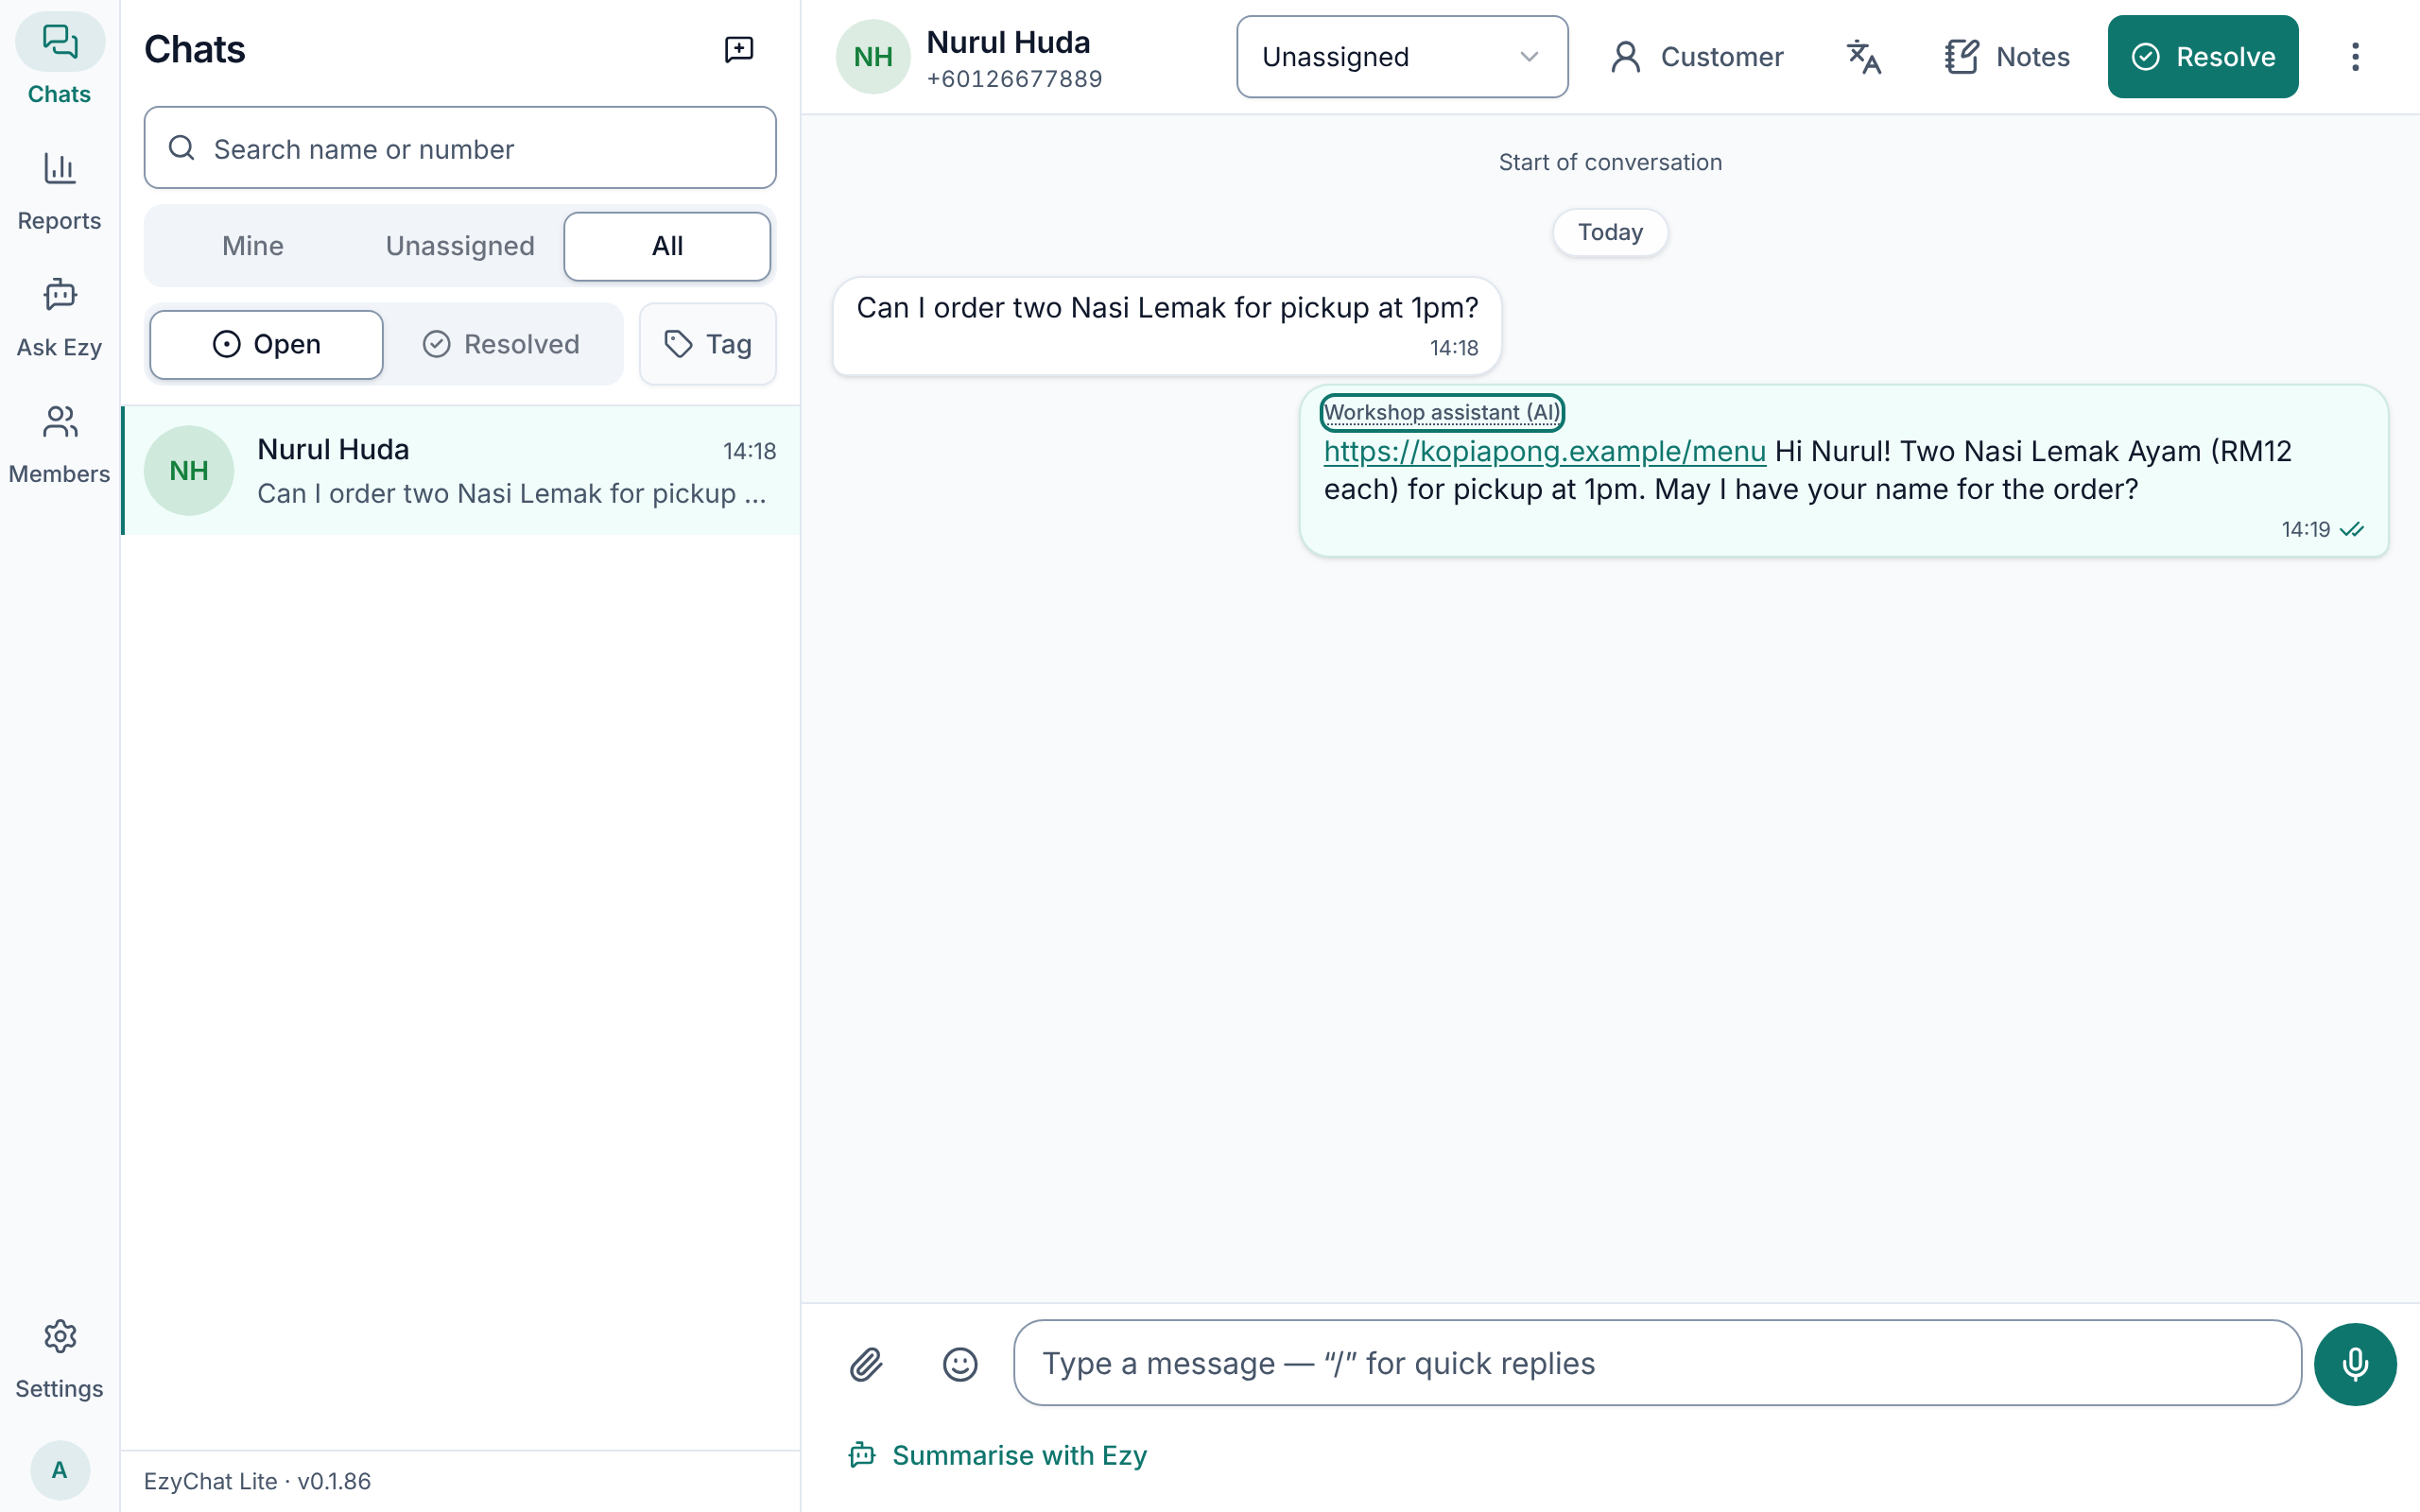 Chats
Reports
Ask Ezy
Members
Settings
A
Chats
Search name or number
Mine
Unassigned
All
Open
Resolved
Tag
NH
Nurul Huda
14:18
Can I order two Nasi Lemak for pickup ...
EzyChat Lite · v0.1.86
NH
Nurul Huda
+60126677889
Unassigned
Customer
Notes
Resolve
Start of conversation
Today
Can I order two Nasi Lemak for pickup at 1pm?
14:18
Workshop assistant (AI)
https://kopiapong.example/menu Hi Nurul! Two Nasi Lemak Ayam (RM12
each) for pickup at 1pm. May I have your name for the order?
14:19
Type a message — “/” for quick replies
Summarise with Ezy